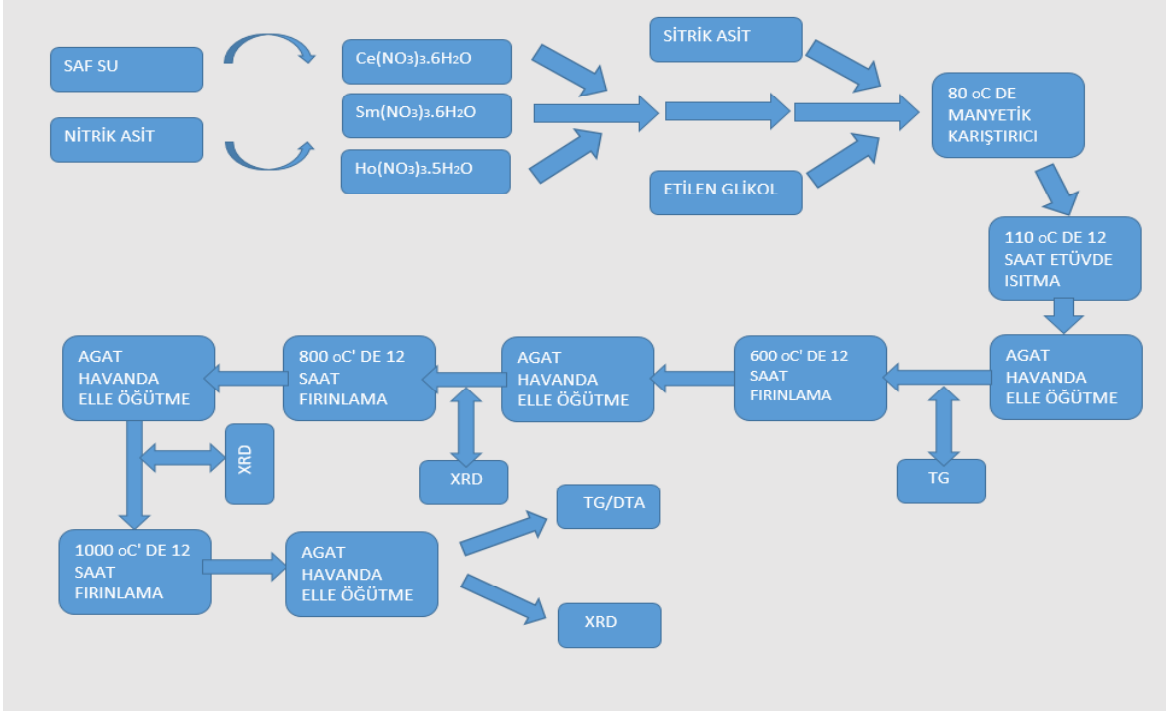 SAF SU
NİTRİK ASİT
Ce(NO₃)₃.6H₂O
Sm(NO₃)₃.6H₂O
Ho(NO₃)₃.5H₂O
SİTRİK ASİT
ETİLEN GLİKOL
80 oC DE
MANYETİK
KARIŞTIRICI
110 oC DE 12
SAAT ETÜVDE
ISITMA
AGAT
HAVANDA
ELLE ÖĞÜTME
TG
600 oC' DE 12
SAAT
FIRINLAMA
AGAT
HAVANDA
ELLE ÖĞÜTME
XRD
800 oC' DE 12
SAAT
FIRINLAMA
AGAT
HAVANDA
ELLE ÖĞÜTME
XRD
1000 oC' DE 12
SAAT
FIRINLAMA
AGAT
HAVANDA
ELLE ÖĞÜTME
TG/DTA
XRD